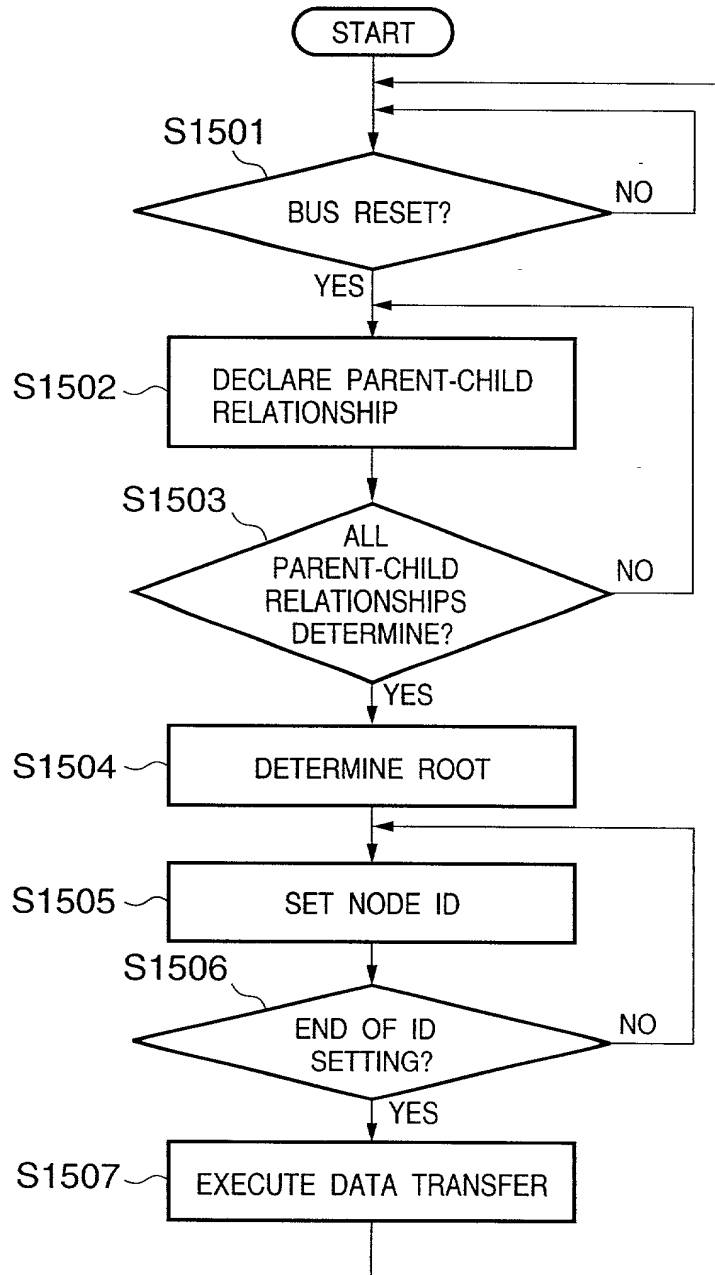 START
S1501
BUS RESET?
NO
YES
S1502
DECLARE PARENT-CHILD
RELATIONSHIP
S1503
ALL
PARENT-CHILD
RELATIONSHIPS
DETERMINE?
NO
YES
S1504
DETERMINE ROOT
S1505
SET NODE ID
S1506
END OF ID
SETTING?
NO
YES
S1507
EXECUTE DATA TRANSFER